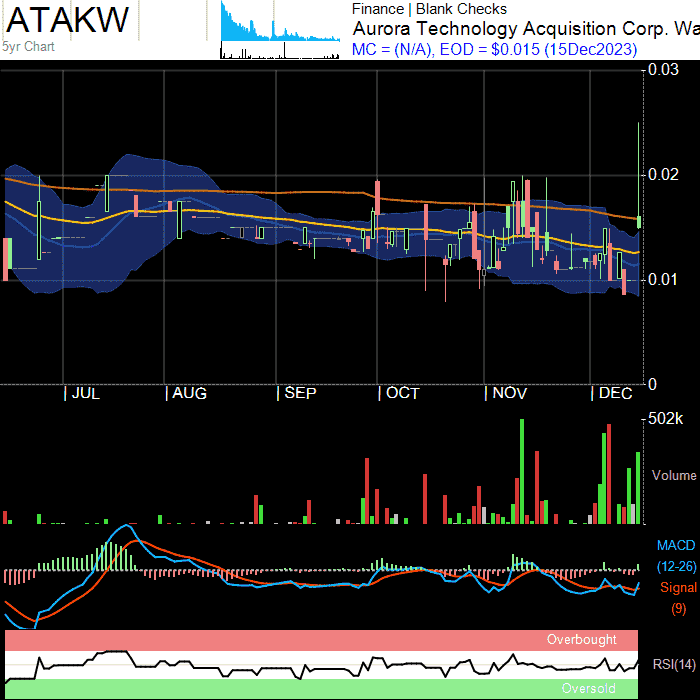 ATAKW
5yr Chart
Finance | Blank Checks
Aurora Technology Acquisition Corp. Wa
MC = (N/A), EOD = $0.015 (15Dec2023)
0.03
0.02
0.01
0
JUL AUG SEP OCT NOV DEC
502k
Volume
MACD
(12-26)
Signal
(9)
Overbought
RSI(14)
Oversold